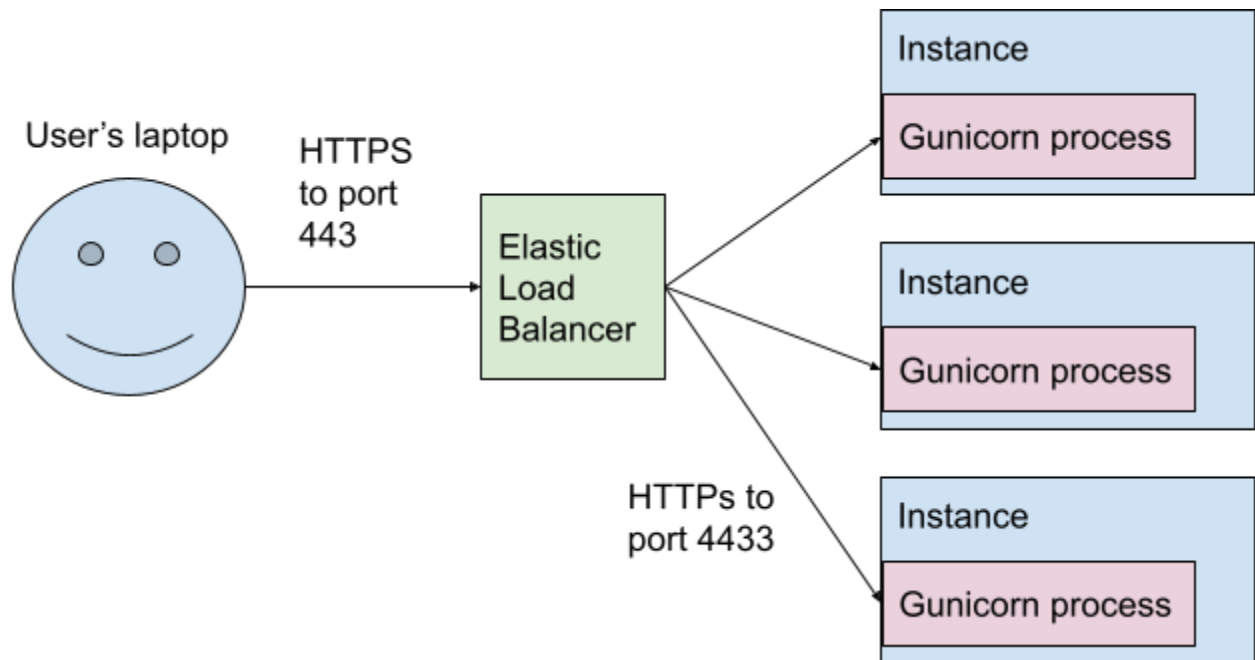 User’s laptop
HTTPS
to port
443
Elastic
Load
Balancer
HTTPs to
port 4433
Instance
Gunicorn process
Instance
Gunicorn process
Instance
Gunicorn process